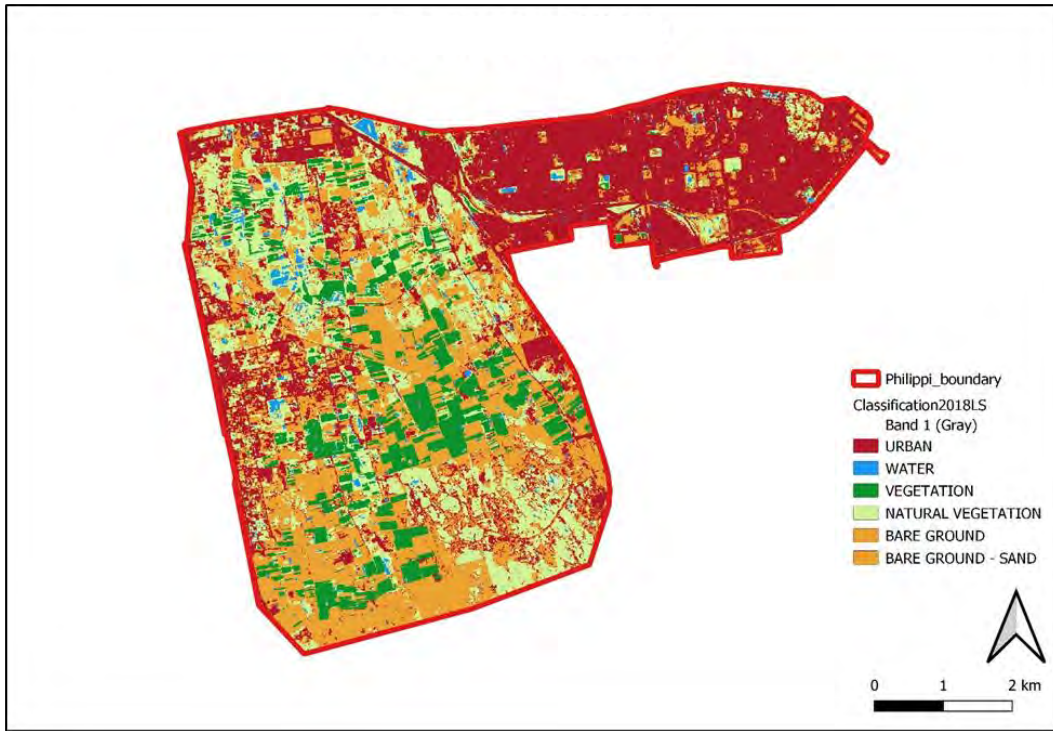 Philippi_boundary
Classification2018LS
Band 1 (Gray)
URBAN
WATER
VEGETATION
NATURAL VEGETATION
BARE GROUND
BARE GROUND - SAND
0 1 2 km